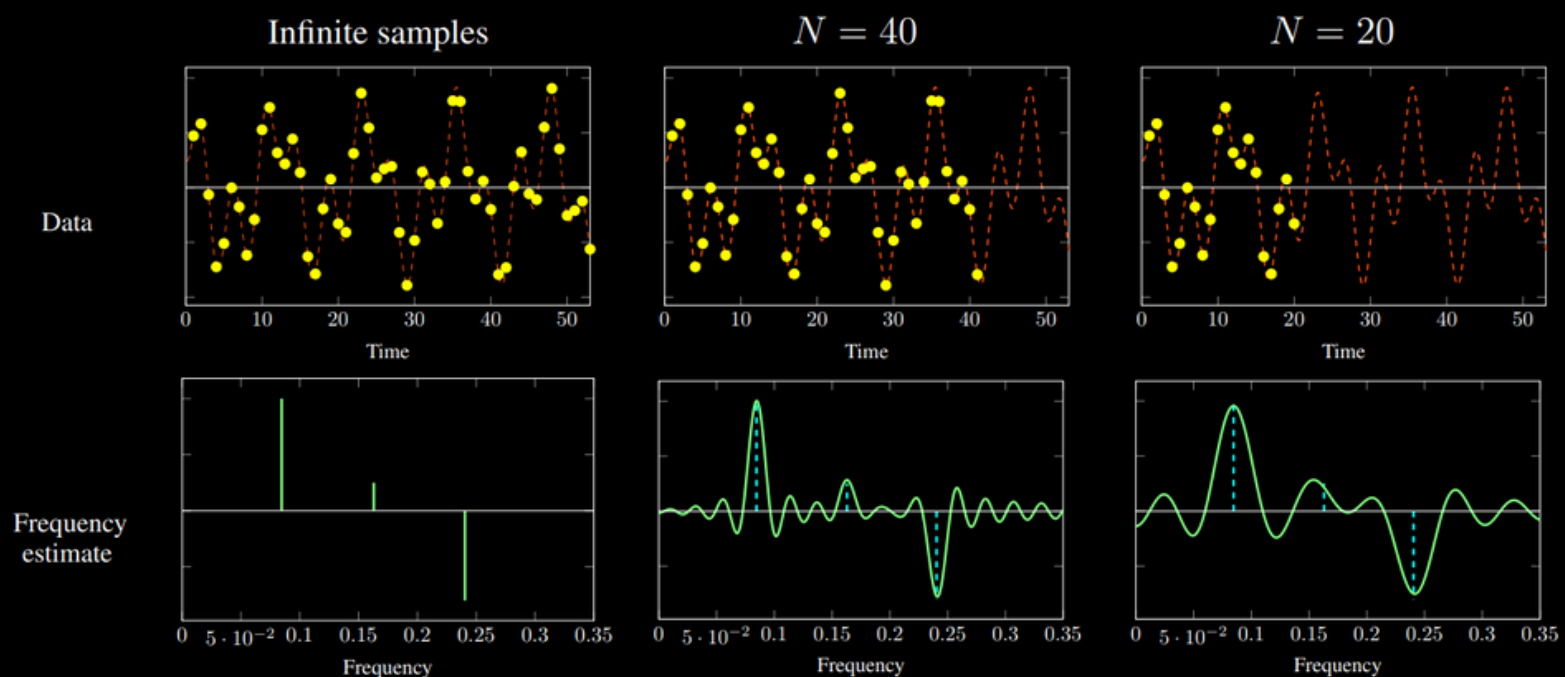 Infinite samples
N = 40
N = 20
Data
0 10 20 30 40 50
0 10 20 30 40 50
0 10 20 30 40 50
Time
Time
Time
Frequency
estimate
0 5 · 10⁻² 0.1 0.15 0.2 0.25 0.3 0.35
0 5 · 10⁻² 0.1 0.15 0.2 0.25 0.3 0.35
0 5 · 10⁻² 0.1 0.15 0.2 0.25 0.3 0.35
Frequency
Frequency
Frequency